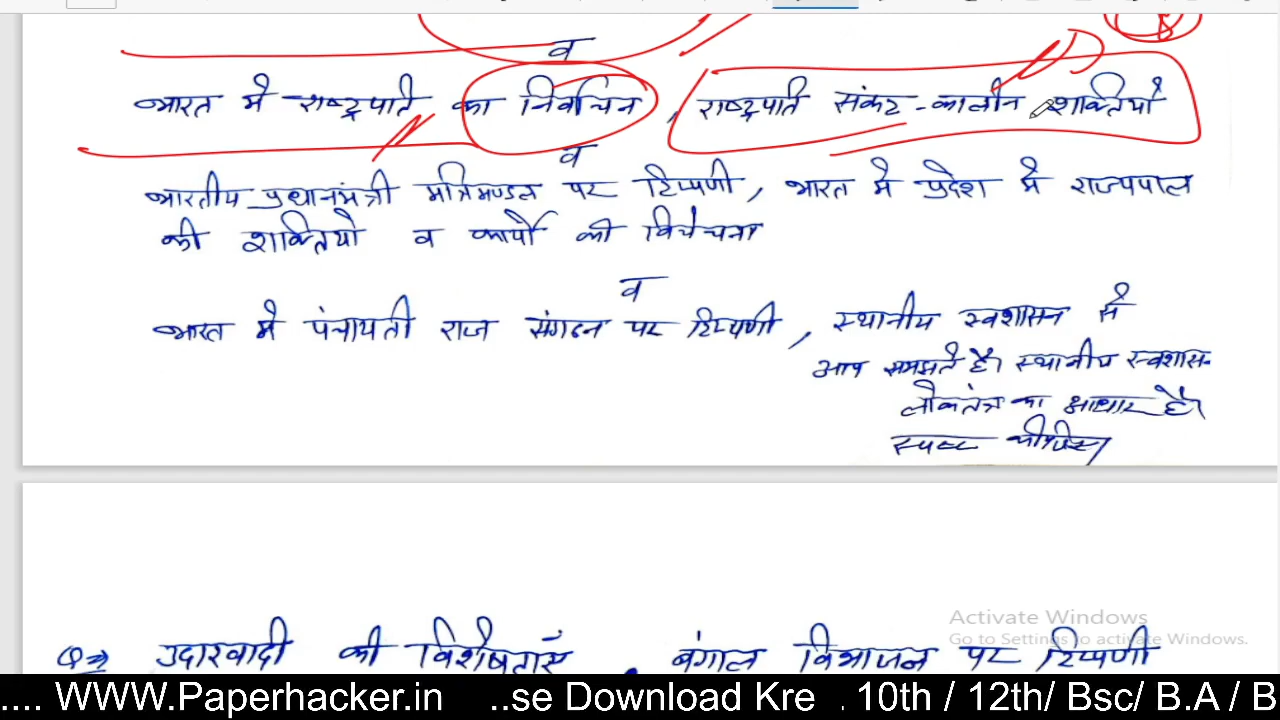 व
भारत मे राष्ट्रपति का निर्वाचन , राष्ट्रपति संकट-कालीन शक्तियाँ
व
भारतीय प्रधानमंत्री मंत्रिमण्डल पर टिप्पणी, भारत मे प्रदेश मे राज्यपाल
की शक्तियो व कार्यो की विवेचना
व
भारत मे पंचायती राज संगठन पर टिप्पणी , स्थानीय स्वशासन से
आप समझते है। स्थानीय स्वशास-
लोकतंत्र का आधार है।
स्पष्ट कीजिए
Activate Windows
Go to Settings to activate Windows.
Q⇒ उदारवादी की विशेषताएँ , बंगाल विभाजन पर टिप्पणी
.... WWW.Paperhacker.in ..se Download Kre . 10th / 12th/ Bsc/ B.A / B